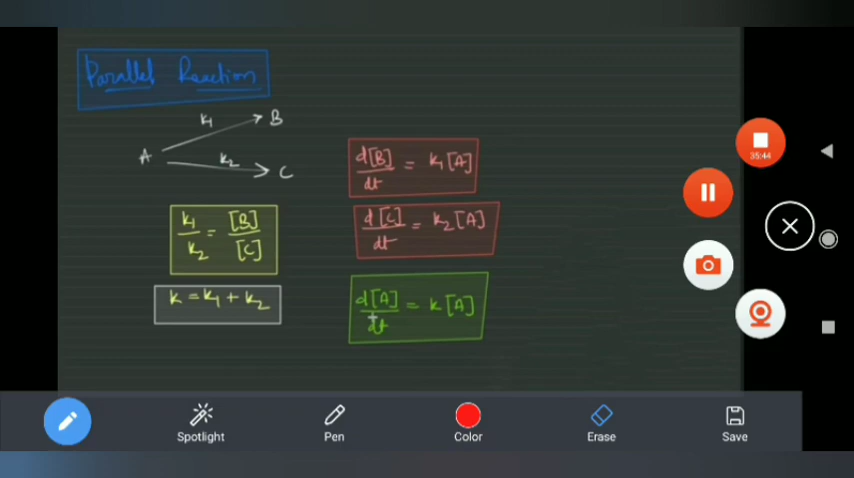 Parallel Reaction
A
k₁
B
k₂
C
d[B]/dt = k₁[A]
k₁/k₂ = [B]/[C]
d[C]/dt = k₂[A]
k = k₁ + k₂
d[A]/dt = k[A]
35:44
Spotlight
Pen
Color
Erase
Save